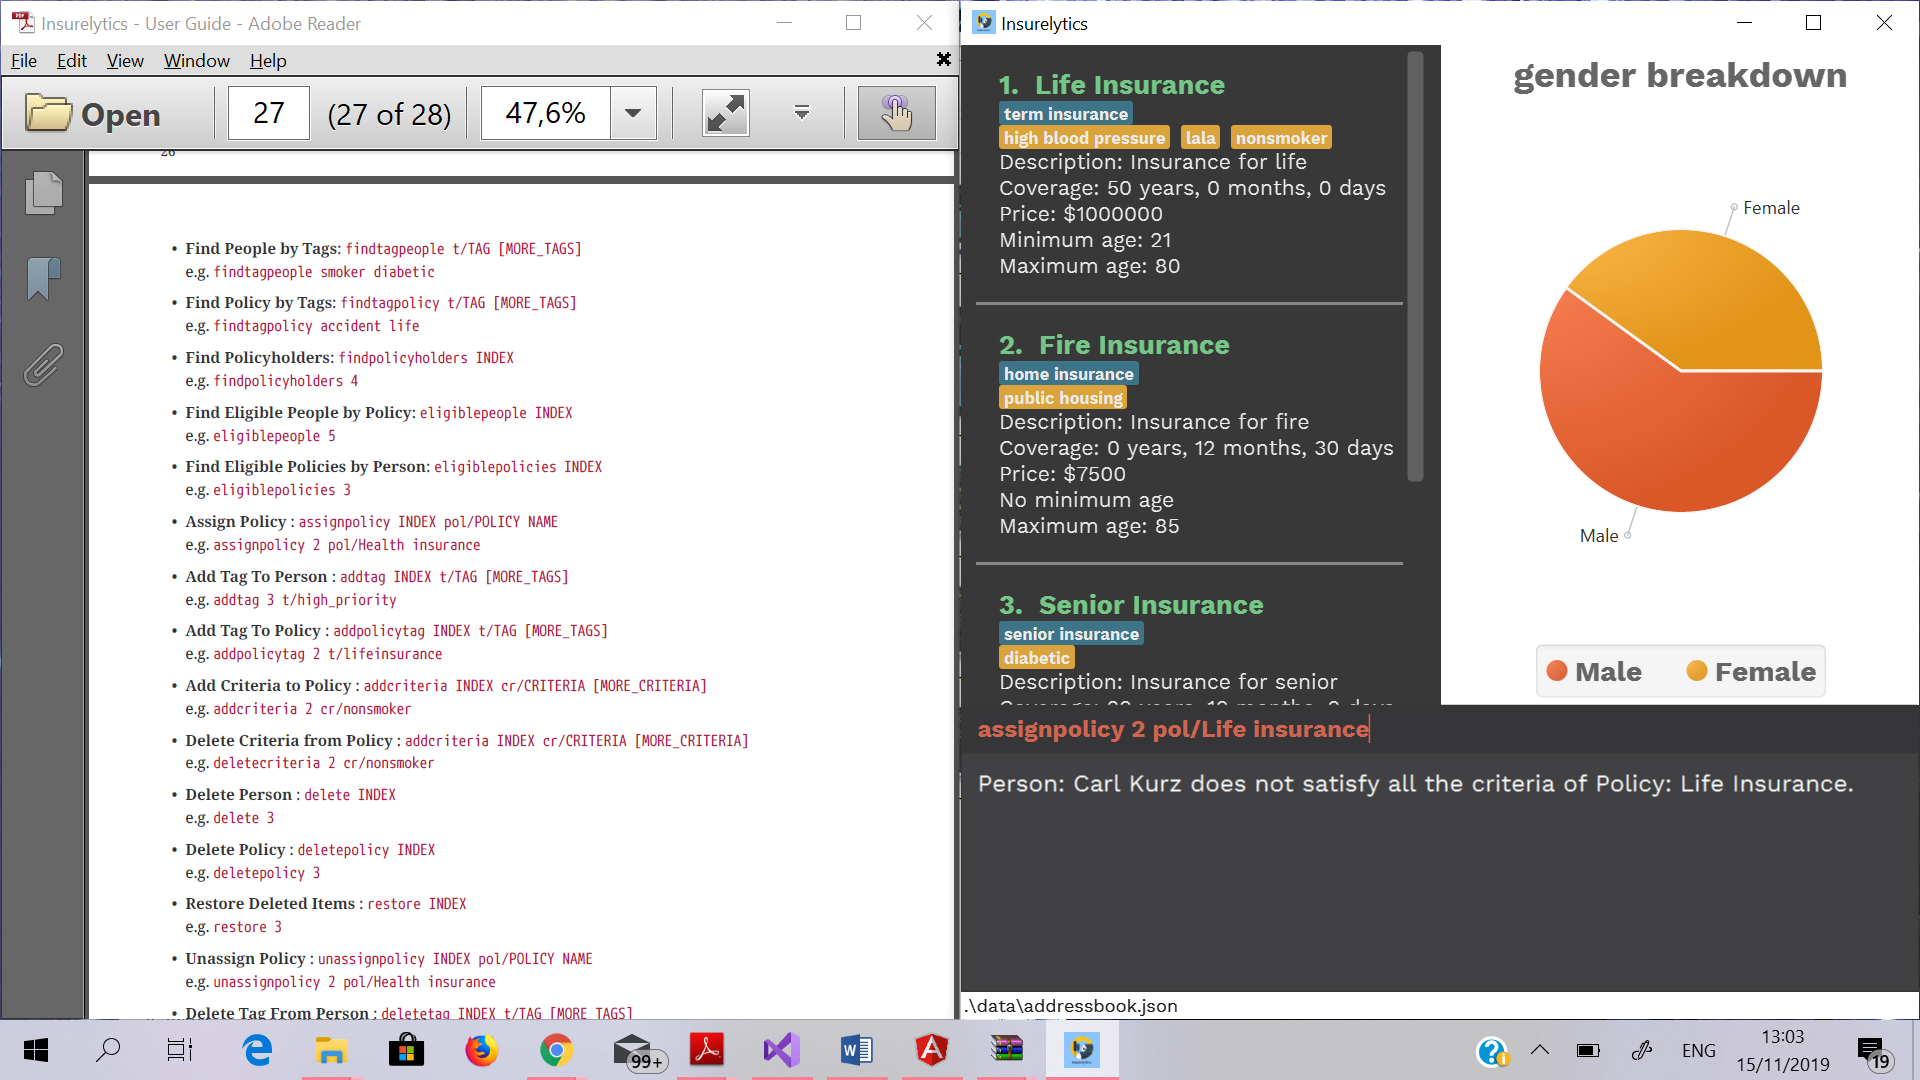 Insurelytics - User Guide - Adobe Reader
File Edit View Window Help
Open 27 (27 of 28) 47,6%
26
• Find People by Tags: findtagpeople t/TAG [MORE_TAGS]
e.g. findtagpeople smoker diabetic
• Find Policy by Tags: findtagpolicy t/TAG [MORE_TAGS]
e.g. findtagpolicy accident life
• Find Policyholders: findpolicyholders INDEX
e.g. findpolicyholders 4
• Find Eligible People by Policy: eligiblepeople INDEX
e.g. eligiblepeople 5
• Find Eligible Policies by Person: eligiblepolicies INDEX
e.g. eligiblepolicies 3
• Assign Policy : assignpolicy INDEX pol/POLICY NAME
e.g. assignpolicy 2 pol/Health insurance
• Add Tag To Person : addtag INDEX t/TAG [MORE_TAGS]
e.g. addtag 3 t/high_priority
• Add Tag To Policy : addpolicytag INDEX t/TAG [MORE_TAGS]
e.g. addpolicytag 2 t/lifeinsurance
• Add Criteria to Policy : addcriteria INDEX cr/CRITERIA [MORE_CRITERIA]
e.g. addcriteria 2 cr/nonsmoker
• Delete Criteria from Policy : addcriteria INDEX cr/CRITERIA [MORE_CRITERIA]
e.g. deletecriteria 2 cr/nonsmoker
• Delete Person : delete INDEX
e.g. delete 3
• Delete Policy : deletepolicy INDEX
e.g. deletepolicy 3
• Restore Deleted Items : restore INDEX
e.g. restore 3
• Unassign Policy : unassignpolicy INDEX pol/POLICY NAME
e.g. unassignpolicy 2 pol/Health insurance
• Delete Tag From Person : deletetag INDEX t/TAG [MORE_TAGS]
Insurelytics
1. Life Insurance
term insurance
high blood pressure lala nonsmoker
Description: Insurance for life
Coverage: 50 years, 0 months, 0 days
Price: $1000000
Minimum age: 21
Maximum age: 80
2. Fire Insurance
home insurance
public housing
Description: Insurance for fire
Coverage: 0 years, 12 months, 30 days
Price: $7500
No minimum age
Maximum age: 85
3. Senior Insurance
senior insurance
diabetic
Description: Insurance for senior
gender breakdown
Female
Male
Male Female
assignpolicy 2 pol/Life insurance
Person: Carl Kurz does not satisfy all the criteria of Policy: Life Insurance.
.\data\addressbook.json
99+
ENG
13:03
15/11/2019
19